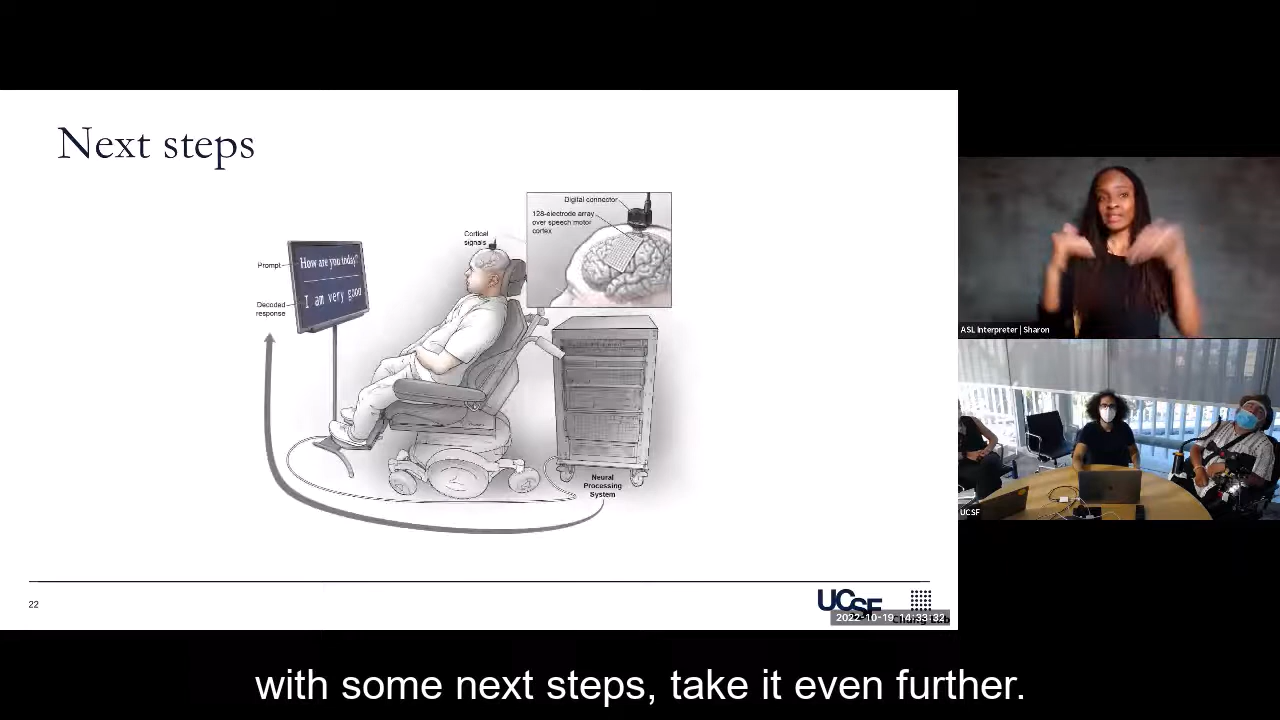 Next steps
Digital connector
128-electrode array
over speech motor
cortex
Cortical
signals
Prompt
How are you today?
Decoded
response
I am very good
Neural
Processing
System
22
UCSF
2022-10-19 14:33:32
ASL Interpreter | Sharon
UCSF
with some next steps, take it even further.